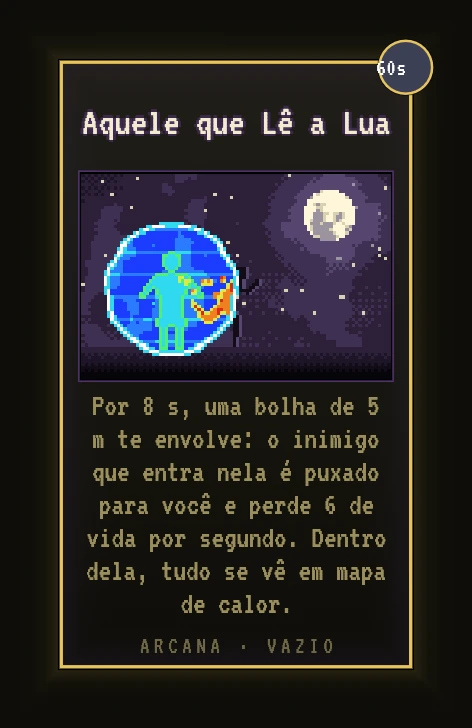 60s
Aquele que Lê a Lua
Por 8 s, uma bolha de 5
m te envolve: o inimigo
que entra nela é puxado
para você e perde 6 de
vida por segundo. Dentro
dela, tudo se vê em mapa
de calor.
ARCANA · VAZIO